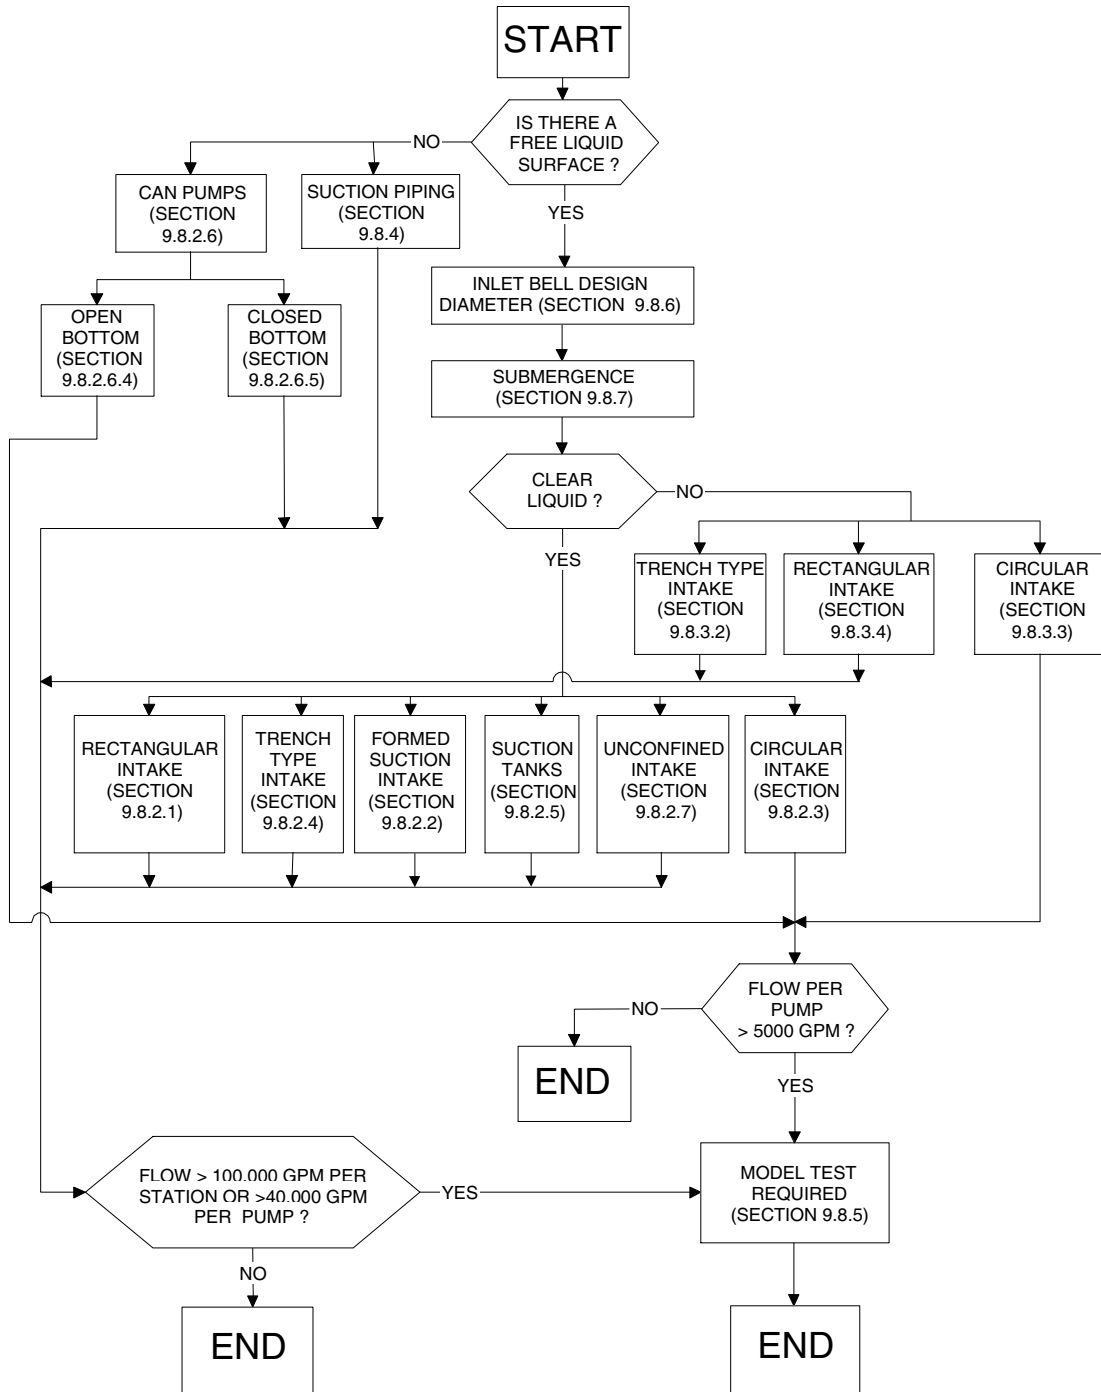 START
IS THERE A
FREE LIQUID
SURFACE ?
NO
YES
CAN PUMPS
(SECTION
9.8.2.6)
SUCTION PIPING
(SECTION
9.8.4)
INLET BELL DESIGN
DIAMETER (SECTION 9.8.6)
OPEN
BOTTOM
(SECTION
9.8.2.6.4)
CLOSED
BOTTOM
(SECTION
9.8.2.6.5)
SUBMERGENCE
(SECTION 9.8.7)
CLEAR
LIQUID ?
NO
YES
TRENCH TYPE
INTAKE
(SECTION
9.8.3.2)
RECTANGULAR
INTAKE
(SECTION
9.8.3.4)
CIRCULAR
INTAKE
(SECTION
9.8.3.3)
RECTANGULAR
INTAKE
(SECTION
9.8.2.1)
TRENCH
TYPE
INTAKE
(SECTION
9.8.2.4)
FORMED
SUCTION
INTAKE
(SECTION
9.8.2.2)
SUCTION
TANKS
(SECTION
9.8.2.5)
UNCONFINED
INTAKE
(SECTION
9.8.2.7)
CIRCULAR
INTAKE
(SECTION
9.8.2.3)
FLOW PER
PUMP
> 5000 GPM ?
NO
END
YES
FLOW > 100.000 GPM PER
STATION OR >40.000 GPM
PER PUMP ?
YES
MODEL TEST
REQUIRED
(SECTION 9.8.5)
NO
END
END